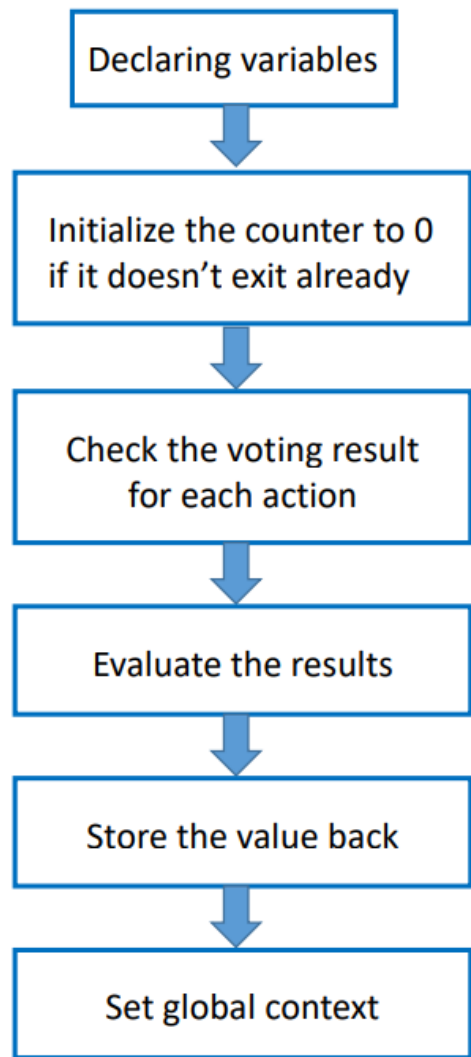 Declaring variables
Initialize the counter to 0
if it doesn’t exit already
Check the voting result
for each action
Evaluate the results
Store the value back
Set global context